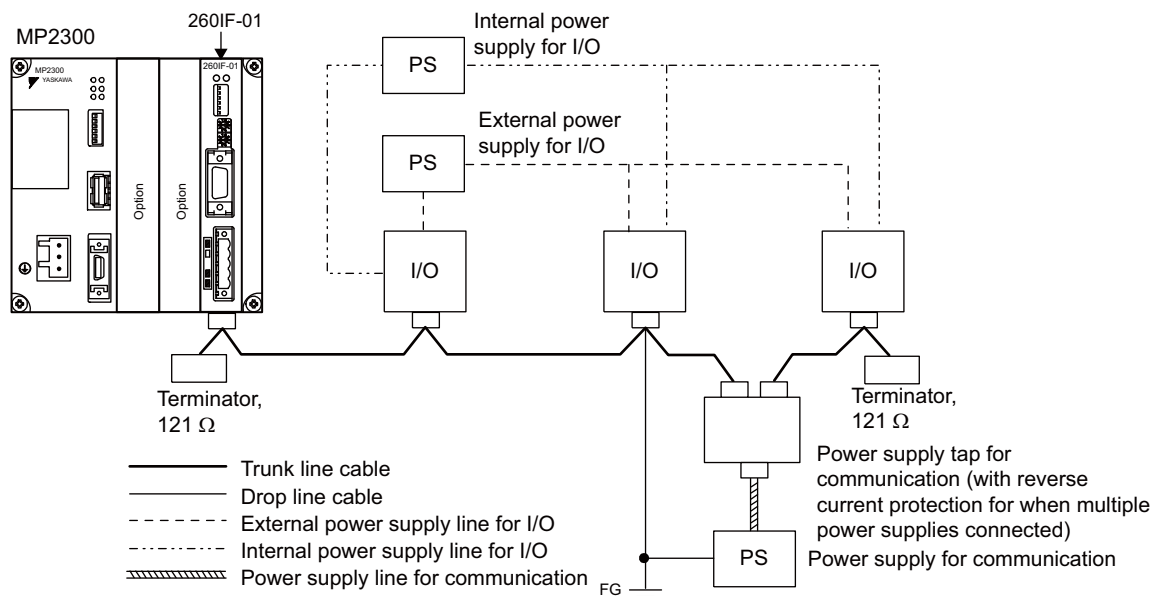 260IF-01
MP2300
MP2300
YASKAWA
260IF-01
Option
Option
Internal power
supply for I/O
PS
External power
supply for I/O
PS
I/O
I/O
I/O
Terminator,
121 Ω
Terminator,
121 Ω
Trunk line cable
Drop line cable
External power supply line for I/O
Internal power supply line for I/O
Power supply line for communication
Power supply tap for
communication (with reverse
current protection for when multiple
power supplies connected)
PS
Power supply for communication
FG